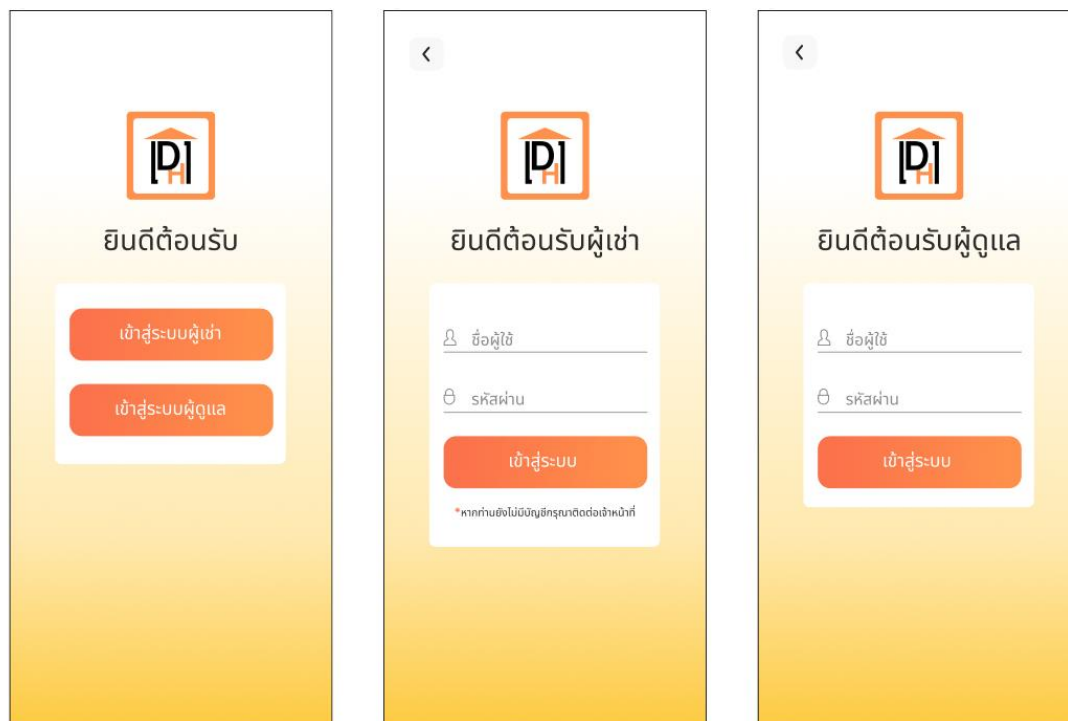 DH
ยินดีต้อนรับ
เข้าสู่ระบบผู้เช่า
เข้าสู่ระบบผู้ดูแล
DH
ยินดีต้อนรับผู้เช่า
ชื่อผู้ใช้
รหัสผ่าน
เข้าสู่ระบบ
*หากท่านยังไม่มีบัญชีกรุณาติดต่อเจ้าหน้าที่
DH
ยินดีต้อนรับผู้ดูแล
ชื่อผู้ใช้
รหัสผ่าน
เข้าสู่ระบบ